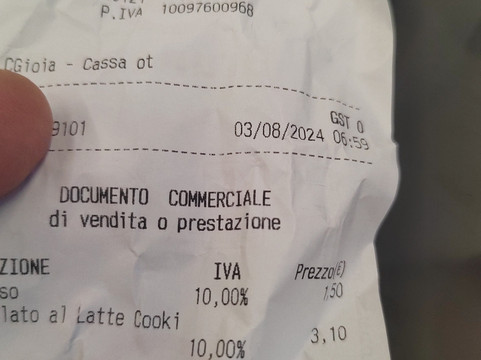 P.IVA 10097600968
CGioia - Cassa ot
GST 0
9101 03/08/2024 06:59
DOCUMENTO COMMERCIALE
di vendita o prestazione
ZIONE IVA Prezzo(€)
so 10,00% 1,50
lato al Latte Cooki
10,00% 3,10